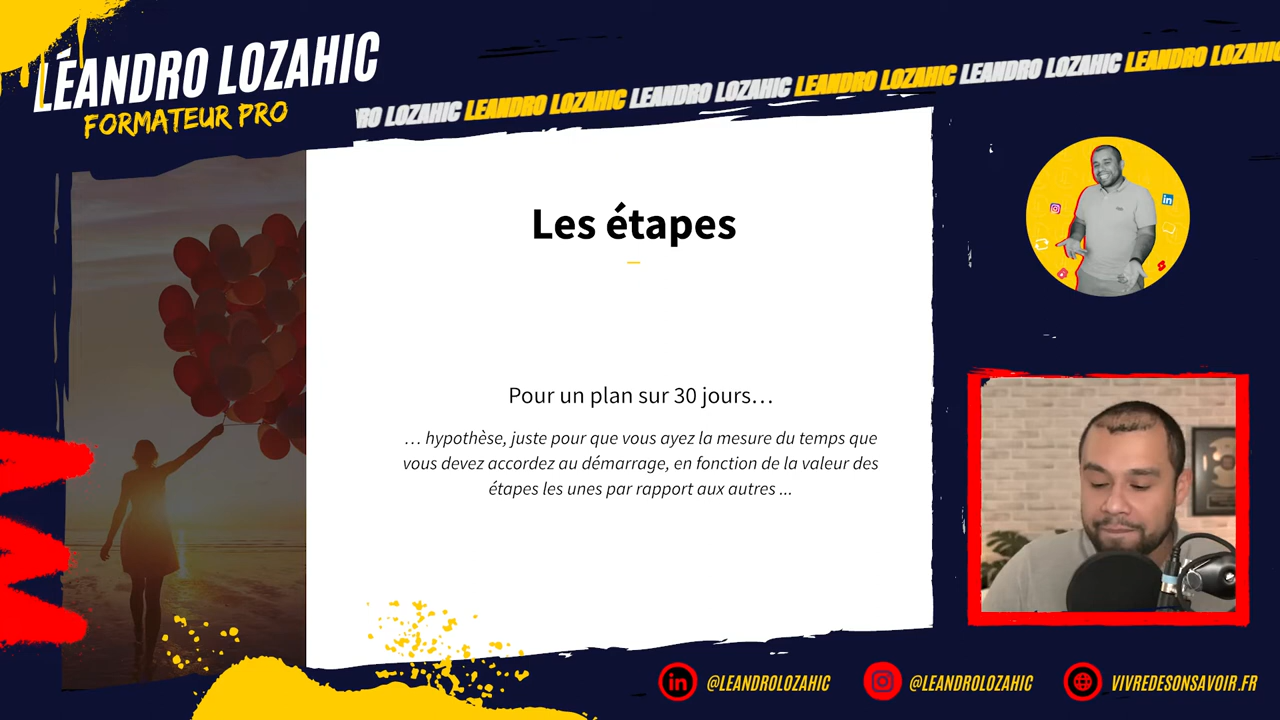 LÉANDRO LOZAHIC
FORMATEUR PRO
RO LOZAHIC LEANDRO LOZAHIC LEANDRO LOZAHIC LEANDRO LOZAHIC LEANDRO LOZAHIC LEANDRO LOZAHIC
Les étapes
Pour un plan sur 30 jours…
… hypothèse, juste pour que vous ayez la mesure du temps que
vous devez accordez au démarrage, en fonction de la valeur des
étapes les unes par rapport aux autres ...
in
in @LEANDROLOZAHIC @LEANDROLOZAHIC VIVREDESONSAVOIR.FR